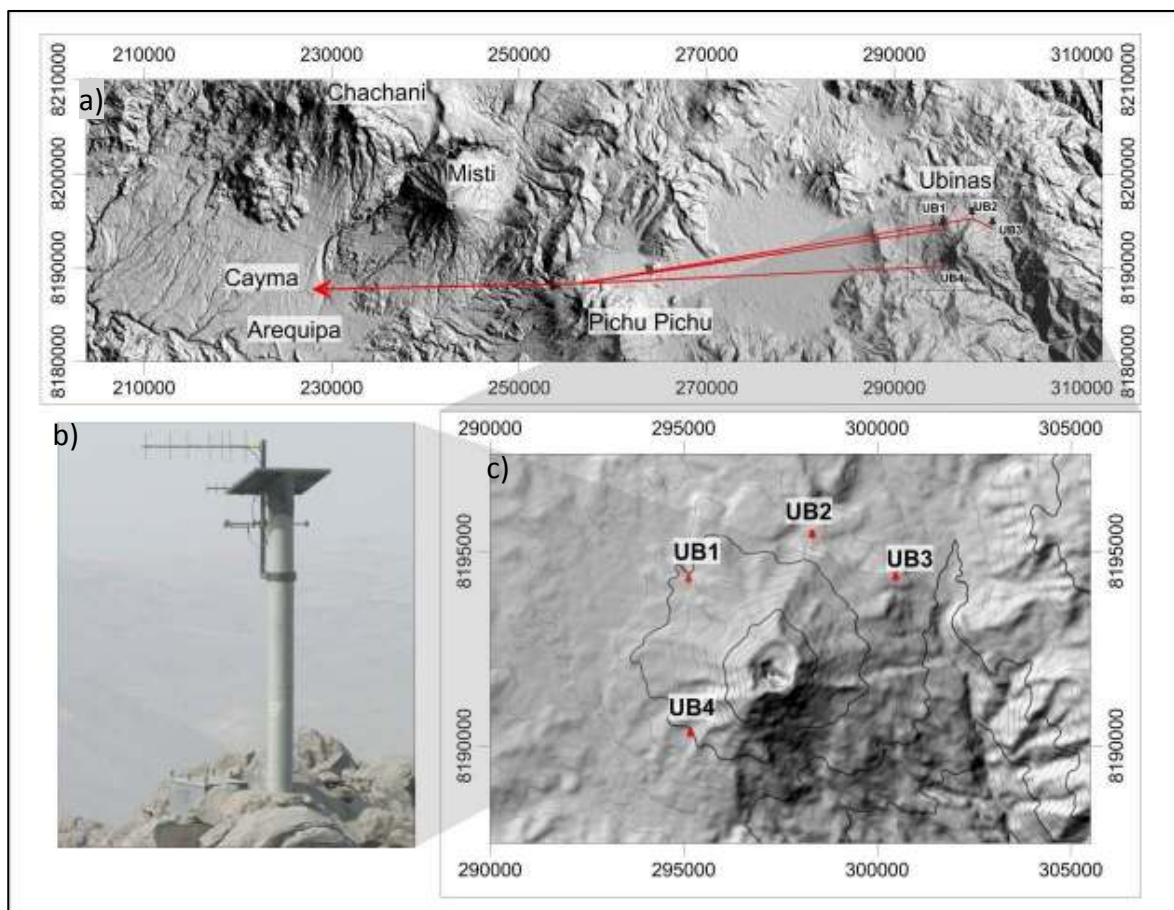 210000 230000 250000 270000 290000 310000
a)
8210000
8200000
8190000
8180000
8210000
8200000
8190000
8180000
Chachani
Misti
Ubinas
UB1 UB2
UB3
UB4
Cayma
Pichu Pichu
Arequipa
210000 230000 250000 270000 290000 310000
b)
c)
290000 295000 300000 305000
8195000
8190000
8195000
8190000
UB2
UB1
UB3
UB4
290000 295000 300000 305000